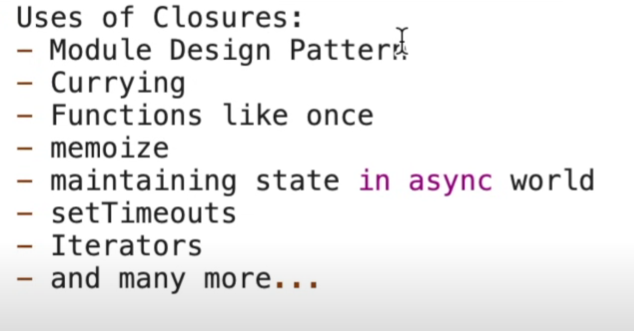 Uses of Closures:
- Module Design Pattern
- Currying
- Functions like once
- memoize
- maintaining state in async world
- setTimeouts
- Iterators
- and many more...